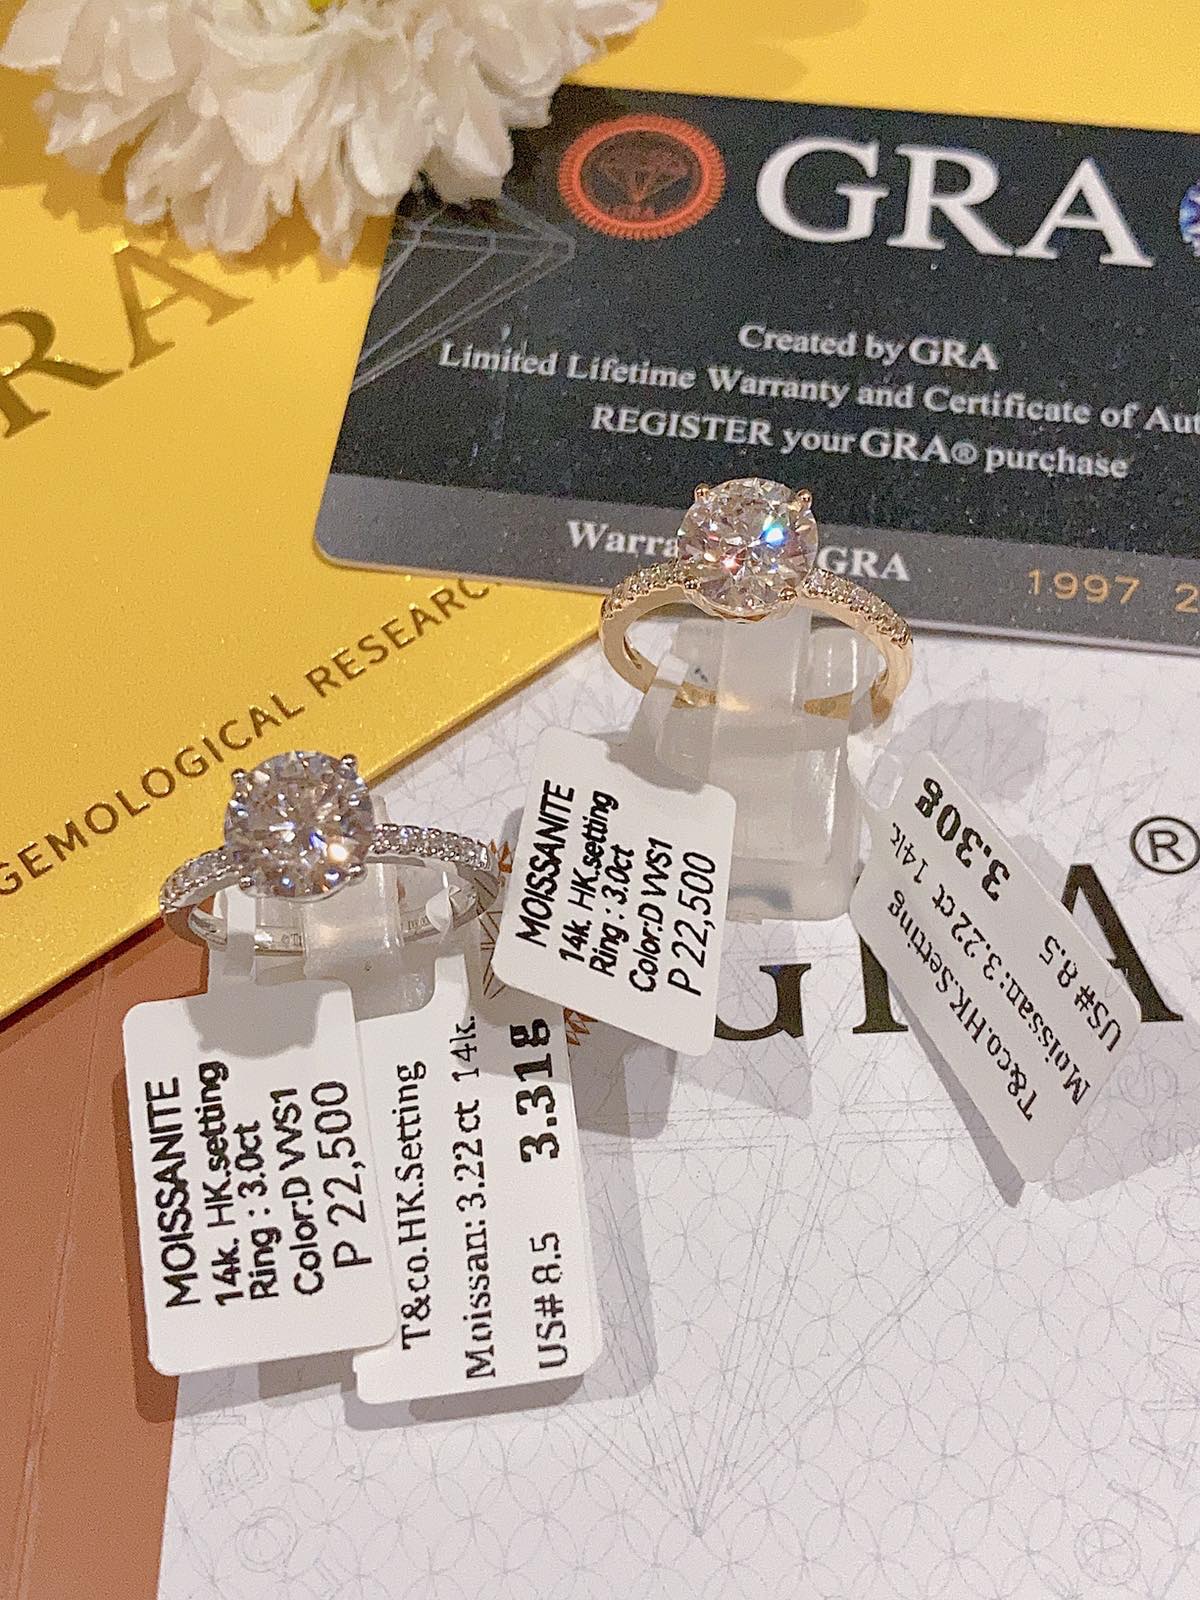 GRA
Created by GRA
Limited Lifetime Warranty and Certificate of
REGISTER your GRA® purchase
GRA
1997
RA
GEMOLOGICAL RESEARC
MOISSANITE
14k. HK.setting
Ring : 3.0ct
Color:D VVS1
P 22,500
T&co.HK.Setting
Moissan: 3.22ct 14k.
US# 8.5
3.30g
MOISSANITE
14k. HK.setting
Ring : 3.0ct
Color:D VVS1
P 22,500
T&co.HK.Setting
Moissan: 3.22ct 14k.
US# 8.5 3.31g
GRA®